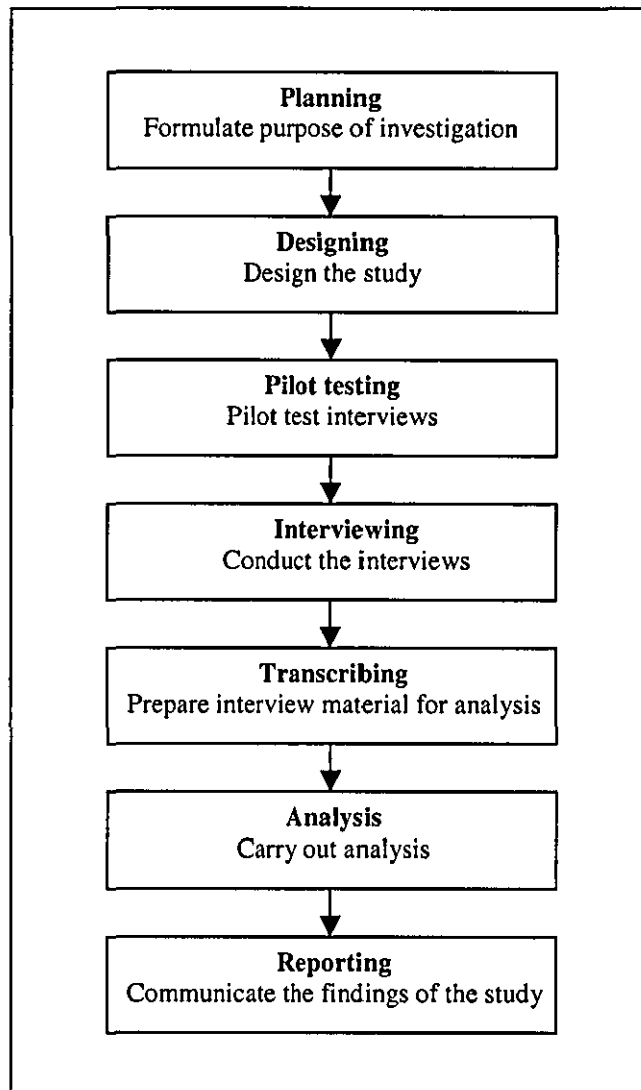 Planning
Formulate purpose of investigation
Designing
Design the study
Pilot testing
Pilot test interviews
Interviewing
Conduct the interviews
Transcribing
Prepare interview material for analysis
Analysis
Carry out analysis
Reporting
Communicate the findings of the study